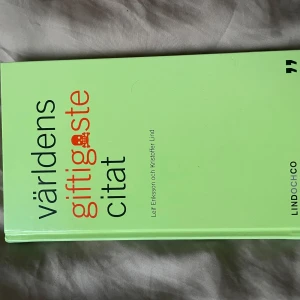 världens
giftigaste
citat
Leif Eriksson och Kristoffer Lind
”
LINDOCHCO